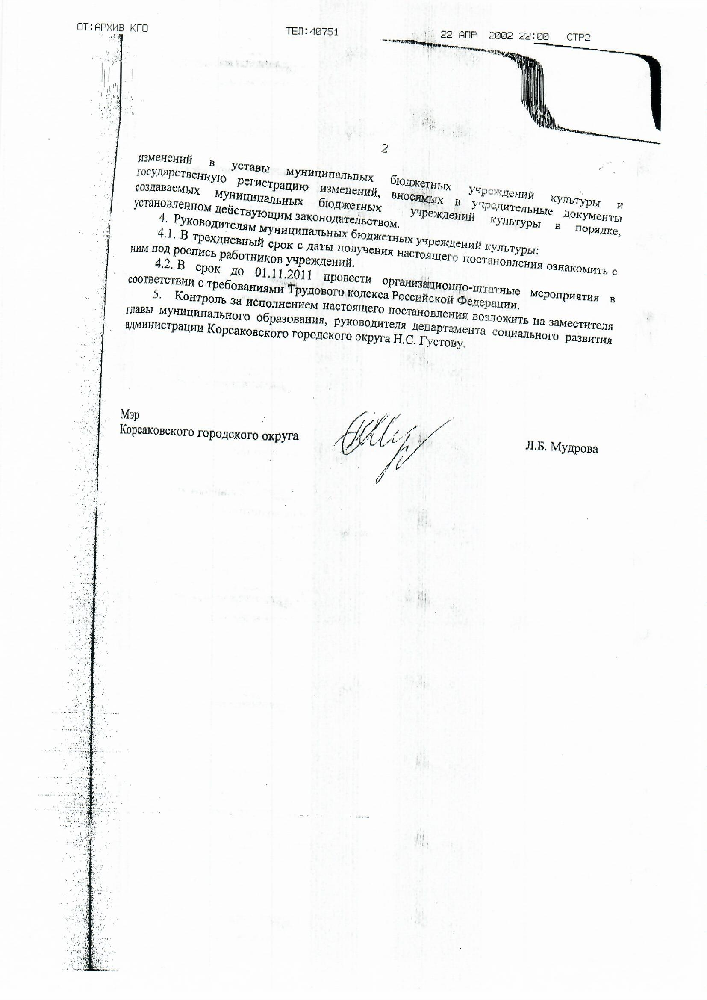 ОТ:АРХИВ КГО ТЕЛ:40751 22 АПР 2002 22:00 СТР2
2
изменений в уставы муниципальных бюджетных учреждений культуры и
государственную регистрацию изменений, вносимых в учредительные документы
создаваемых муниципальных бюджетных учреждений культуры в порядке,
установленном действующим законодательством.
4. Руководителям муниципальных бюджетных учреждений культуры:
4.1. В трехдневный срок с даты получения настоящего постановления ознакомить с
ним под роспись работников учреждений.
4.2. В срок до 01.11.2011 провести организационно-штатные мероприятия в
соответствии с требованиями Трудового кодекса Российской Федерации.
5. Контроль за исполнением настоящего постановления возложить на заместителя
главы муниципального образования, руководителя департамента социального развития
администрации Корсаковского городского округа Н.С. Густову.
Мэр
Корсаковского городского округа
Л.Б. Мудрова